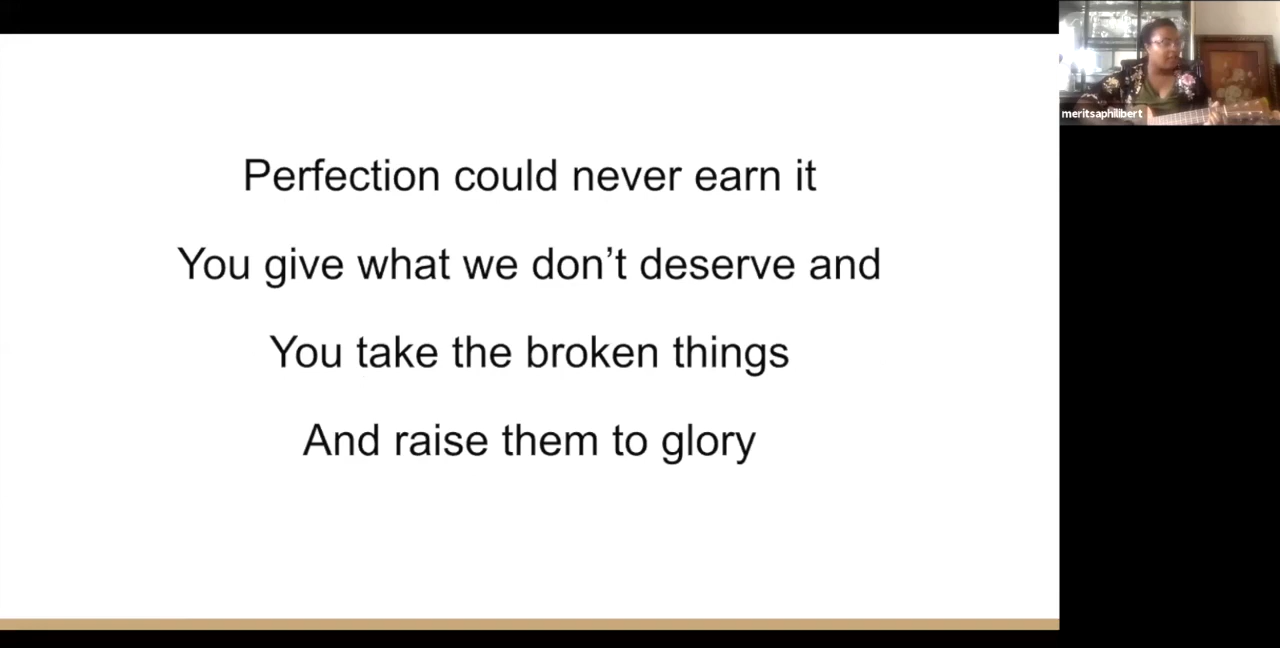 Perfection could never earn it
You give what we don’t deserve and
You take the broken things
And raise them to glory
meritsaphilibert